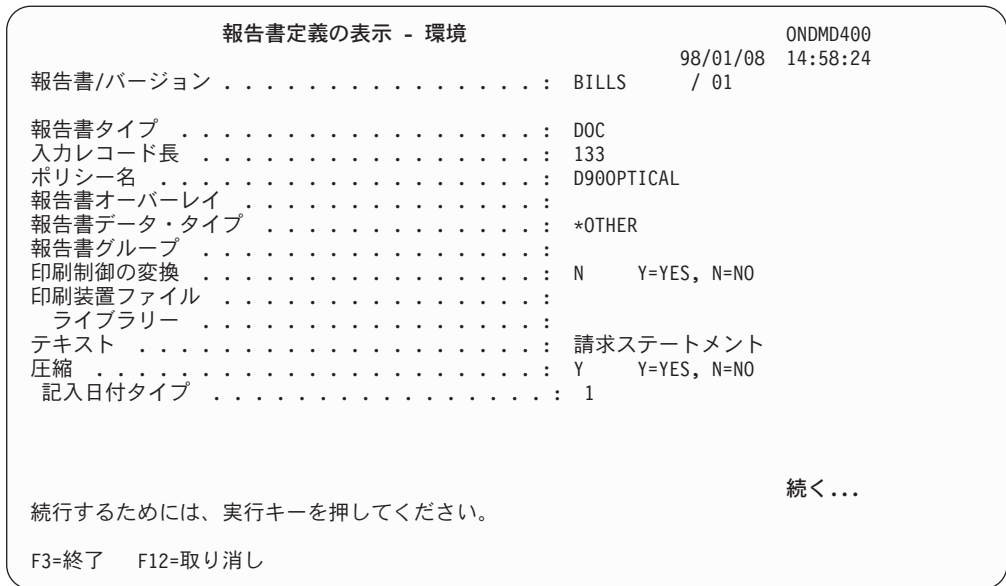 報告書定義の表示 - 環境 ONDMD400
98/01/08 14:58:24
報告書/バージョン . . . . . . . . . . . . . . . : BILLS / 01
報告書タイプ . . . . . . . . . . . . . . . . . : DOC
入力レコード長 . . . . . . . . . . . . . . . . : 133
ポリシー名 . . . . . . . . . . . . . . . . . . : D90OPTICAL
報告書オーバーレイ . . . . . . . . . . . . . . :
報告書データ・タイプ . . . . . . . . . . . . . : *OTHER
報告書グループ . . . . . . . . . . . . . . . . :
印刷制御の変換 . . . . . . . . . . . . . . . . : N Y=YES, N=NO
印刷装置ファイル . . . . . . . . . . . . . . . :
ライブラリー . . . . . . . . . . . . . . . . :
テキスト . . . . . . . . . . . . . . . . . . . : 請求ステートメント
圧縮 . . . . . . . . . . . . . . . . . . . . . : Y Y=YES, N=NO
記入日付タイプ . . . . . . . . . . . . . . . . : 1
続く...
続行するためには、実行キーを押してください。
F3=終了 F12=取り消し